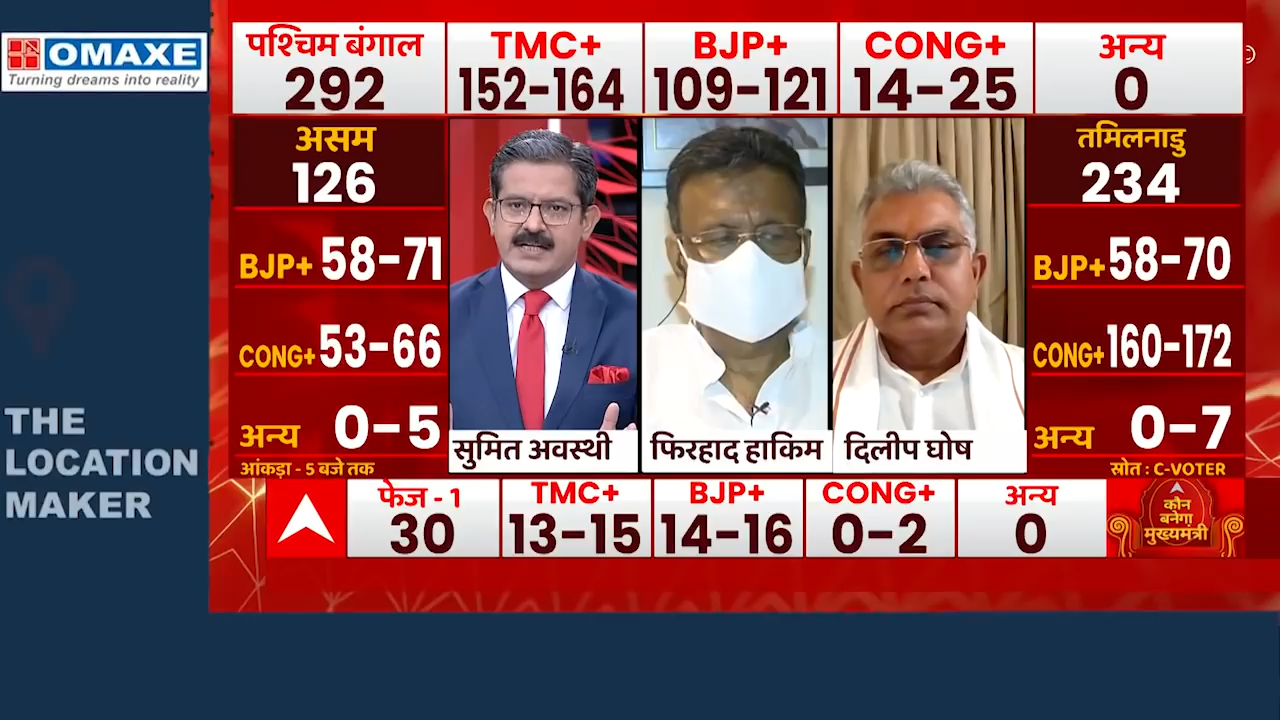 OMAXE
Turning dreams into reality
THE
LOCATION
MAKER
पश्चिम बंगाल
292
TMC+
152-164
BJP+
109-121
CONG+
14-25
अन्य
0
असम
126
BJP+ 58-71
CONG+ 53-66
अन्य 0-5
आंकड़ा - 5 बजे तक
सुमित अवस्थी
फिरहाद हाकिम
दिलीप घोष
तमिलनाडु
234
BJP+ 58-70
CONG+ 160-172
अन्य 0-7
स्रोत : C-VOTER
फेज - 1
30
TMC+
13-15
BJP+
14-16
CONG+
0-2
अन्य
0
कौन
बनेगा
मुख्यमंत्री